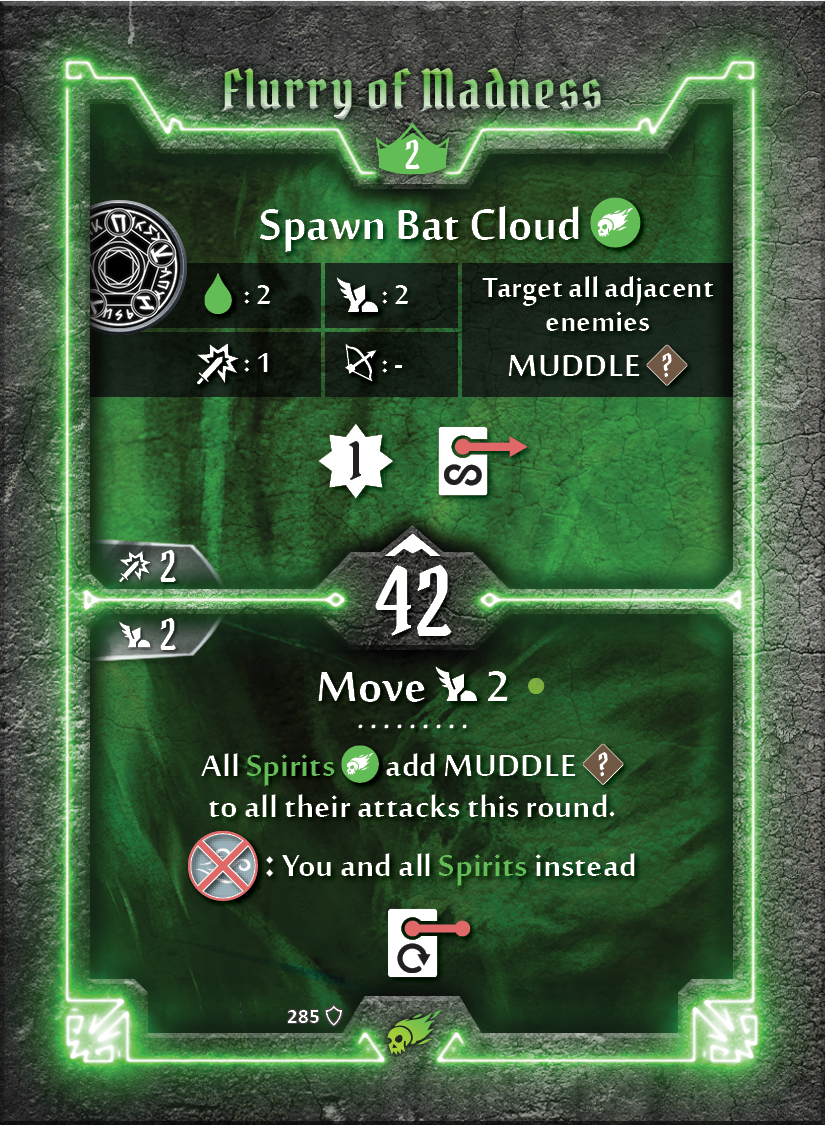 Flurry of Madness
2
Spawn Bat Cloud
: 2
: 2
Target all adjacent
enemies
: 1
: -
MUDDLE ?
1
2
42
2
Move 2
All Spirits add MUDDLE ?
to all their attacks this round.
: You and all Spirits instead
285